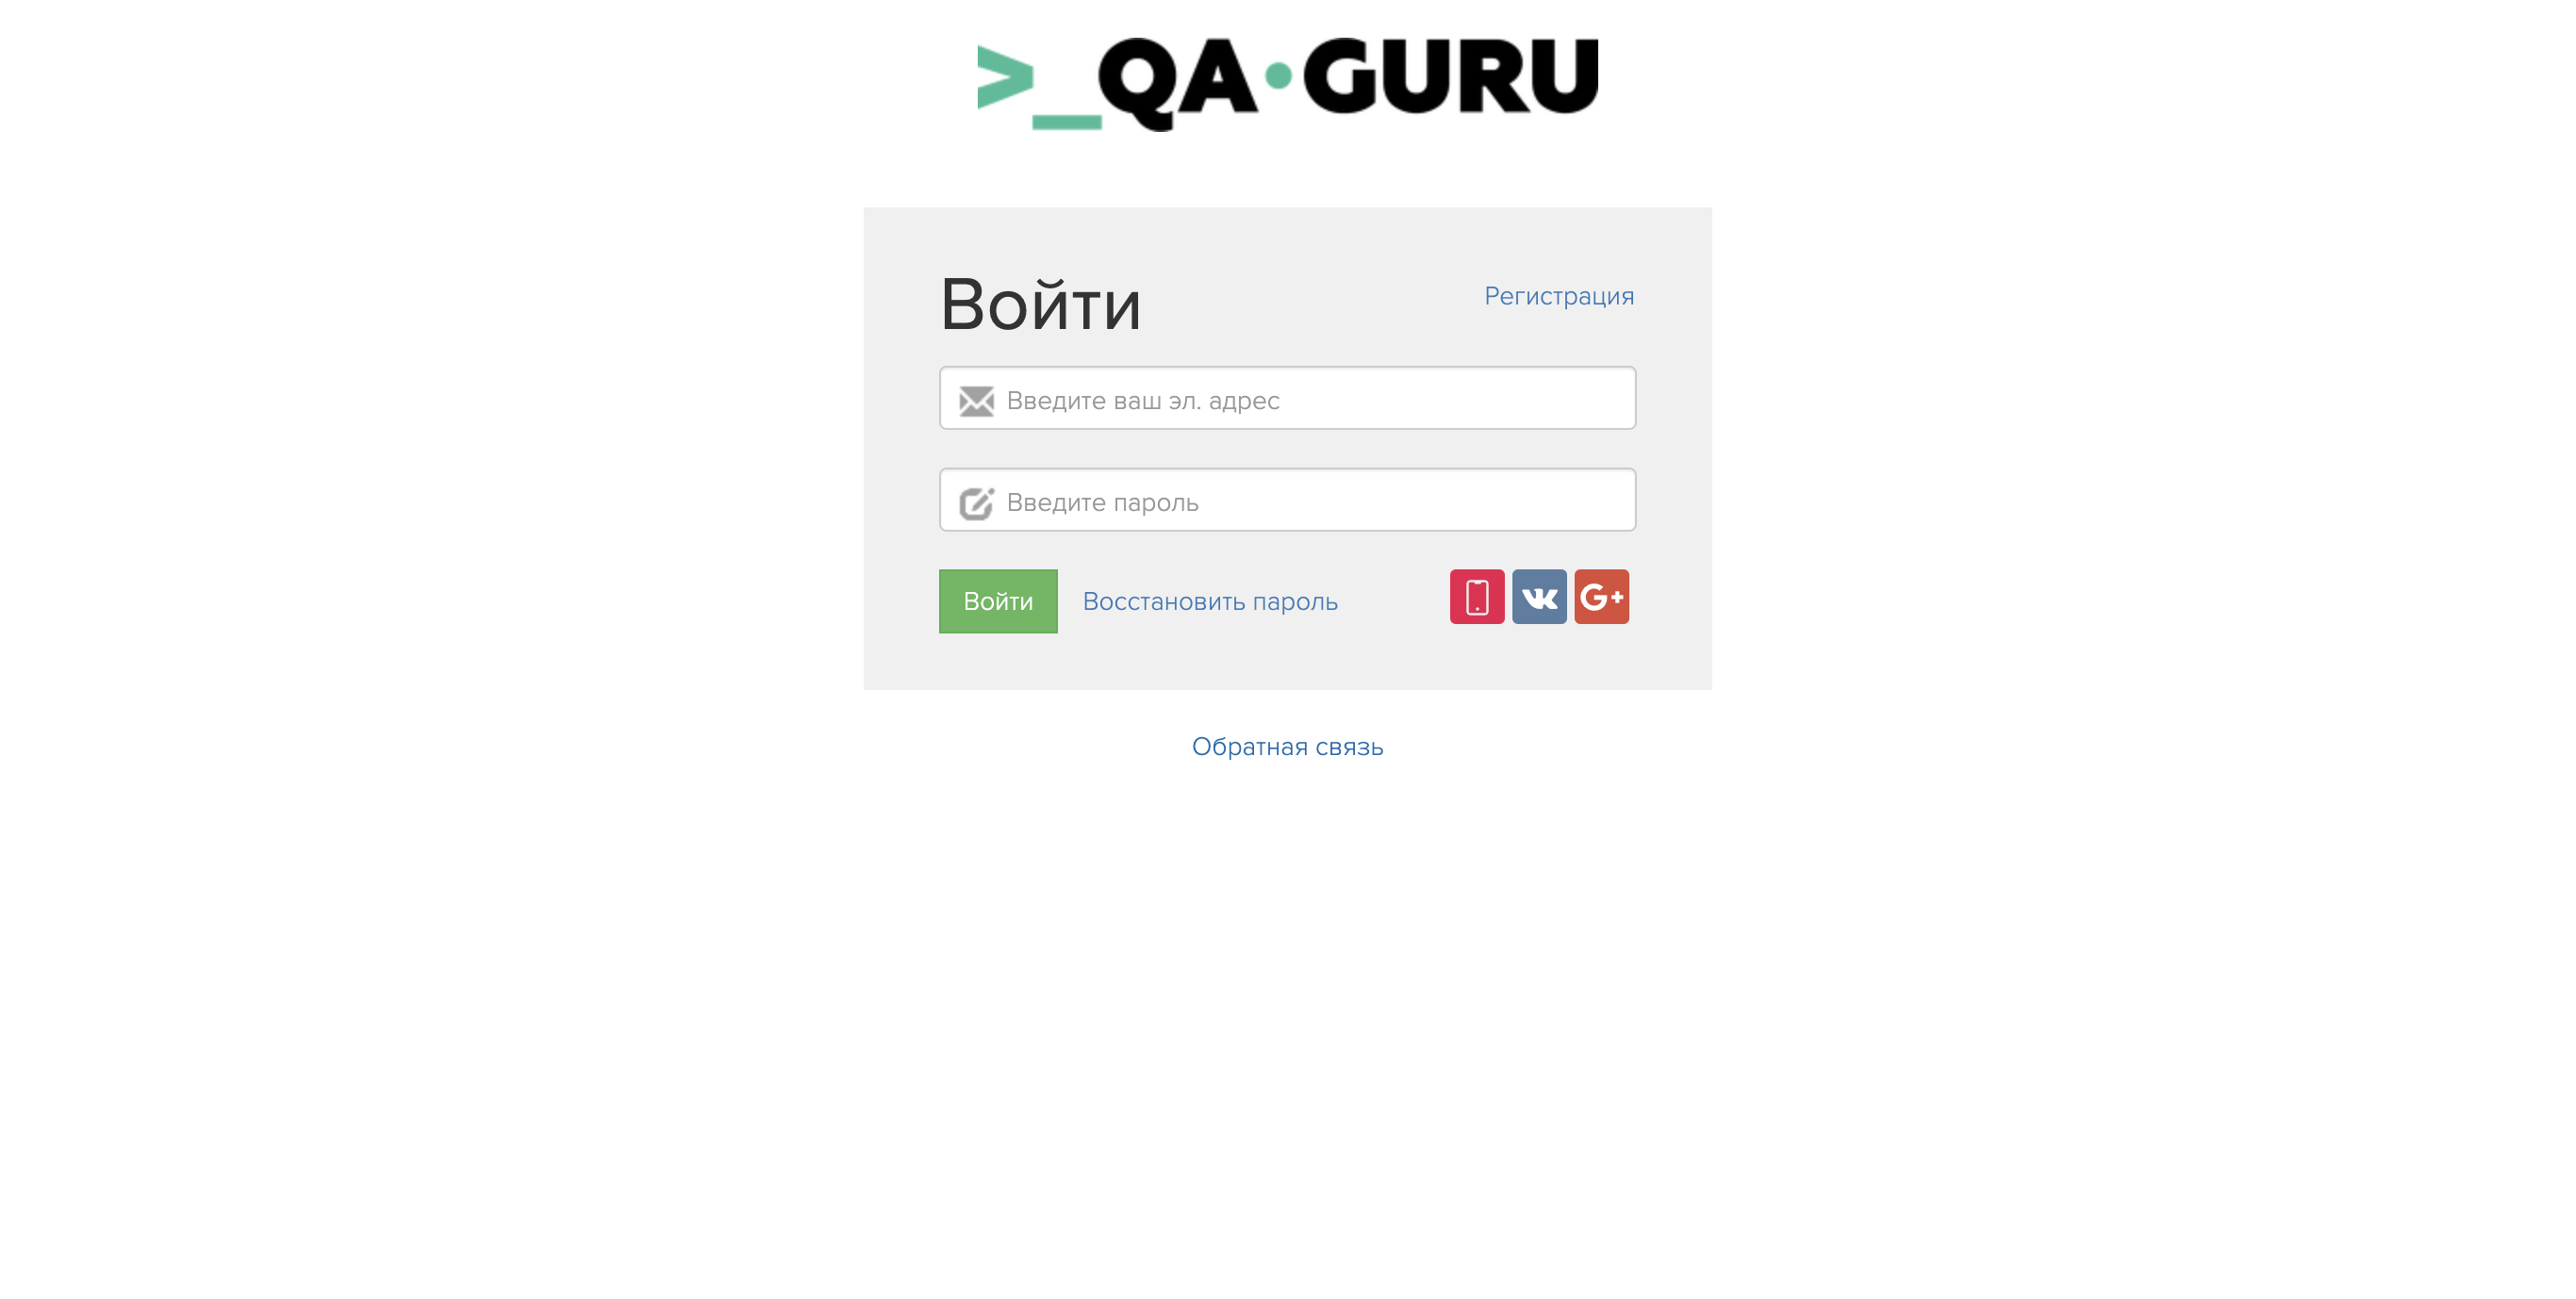 >_QA•GURU
Войти
Регистрация
Введите ваш эл. адрес
Введите пароль
Войти
Восстановить пароль
G+
Обратная связь